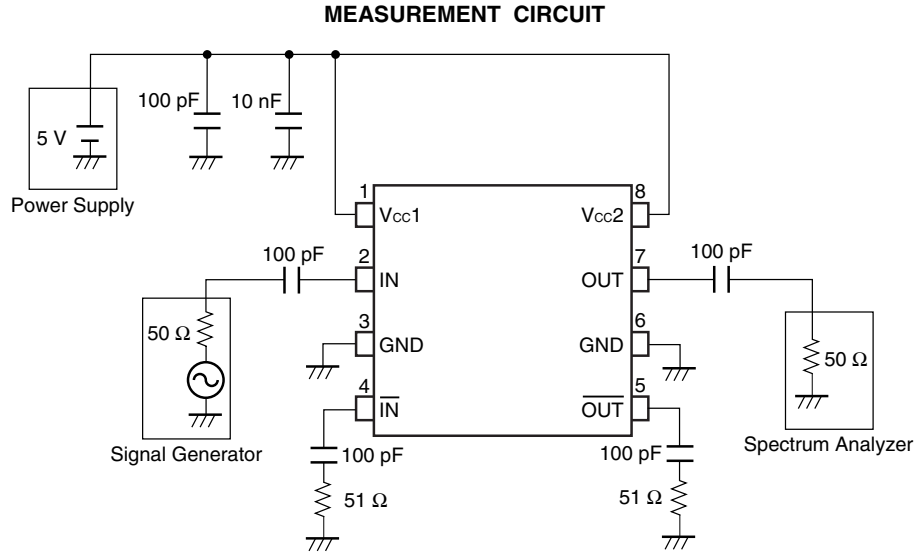 MEASUREMENT CIRCUIT
100 pF
10 nF
5 V
Power Supply
1
VCC1
8
VCC2
100 pF
2
IN
7
OUT
100 pF
50 Ω
3
GND
6
GND
50 Ω
4
IN
5
OUT
Signal Generator
100 pF
100 pF
Spectrum Analyzer
51 Ω
51 Ω